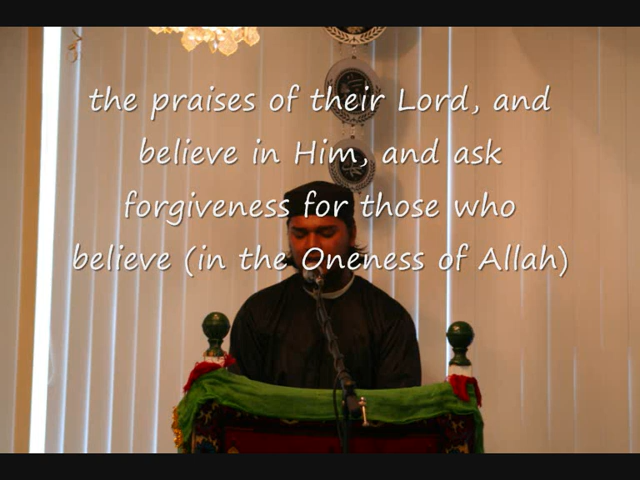 the praises of their Lord, and
believe in Him, and ask
forgiveness for those who
believe (in the Oneness of Allah)